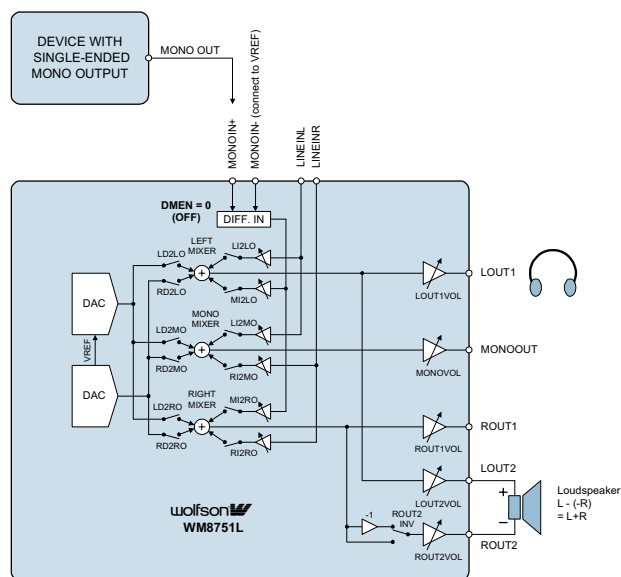 DEVICE WITH
SINGLE-ENDED
MONO OUTPUT
MONO OUT
MONOIN+
MONOIN- (connect to VREF)
LINEINL
LINEINR
DMEN = 0
(OFF)
DIFF. IN
LEFT
MIXER
LI2LO
LD2LO
RD2LO
MI2LO
DAC
VREF
DAC
MONO
MIXER
LI2MO
LD2MO
RD2MO
RI2MO
RIGHT
MIXER
MI2RO
LD2RO
RD2RO
RI2RO
LOUT1VOL
LOUT1
MONOVOL
MONOOUT
ROUT1VOL
ROUT1
LOUT2VOL
LOUT2
-1
ROUT2
INV
ROUT2VOL
ROUT2
+
−
Loudspeaker
L - (-R)
= L+R
wolfson
WM8751L